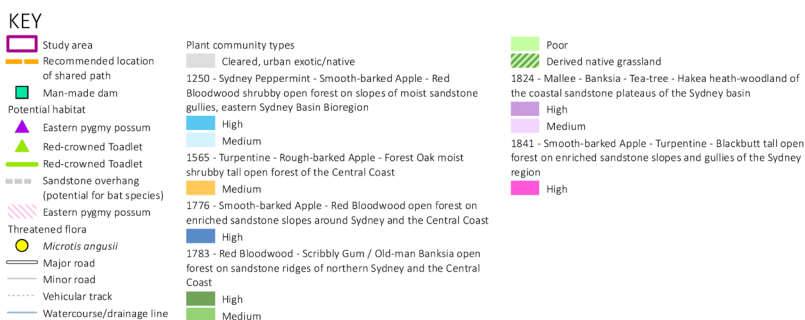 KEY
Study area
Recommended location
of shared path
Man-made dam
Potential habitat
Eastern pygmy possum
Red-crowned Toadlet
Red-crowned Toadlet
Sandstone overhang
(potential for bat species)
Eastern pygmy possum
Threatened flora
Microtis angusii
Major road
Minor road
Vehicular track
Watercourse/drainage line
Plant community types
Cleared, urban exotic/native
1250 - Sydney Peppermint - Smooth-barked Apple - Red
Bloodwood shrubby open forest on slopes of moist sandstone
gullies, eastern Sydney Basin Bioregion
High
Medium
1565 - Turpentine - Rough-barked Apple - Forest Oak moist
shrubby tall open forest of the Central Coast
Medium
1776 - Smooth-barked Apple - Red Bloodwood open forest on
enriched sandstone slopes around Sydney and the Central Coast
High
1783 - Red Bloodwood - Scribbly Gum / Old-man Banksia open
forest on sandstone ridges of northern Sydney and the Central
Coast
High
Medium
Poor
Derived native grassland
1824 - Mallee - Banksia - Tea-tree - Hakea heath-woodland of
the coastal sandstone plateaus of the Sydney basin
High
Medium
1841 - Smooth-barked Apple - Turpentine - Blackbutt tall open
forest on enriched sandstone slopes and gullies of the Sydney
region
High